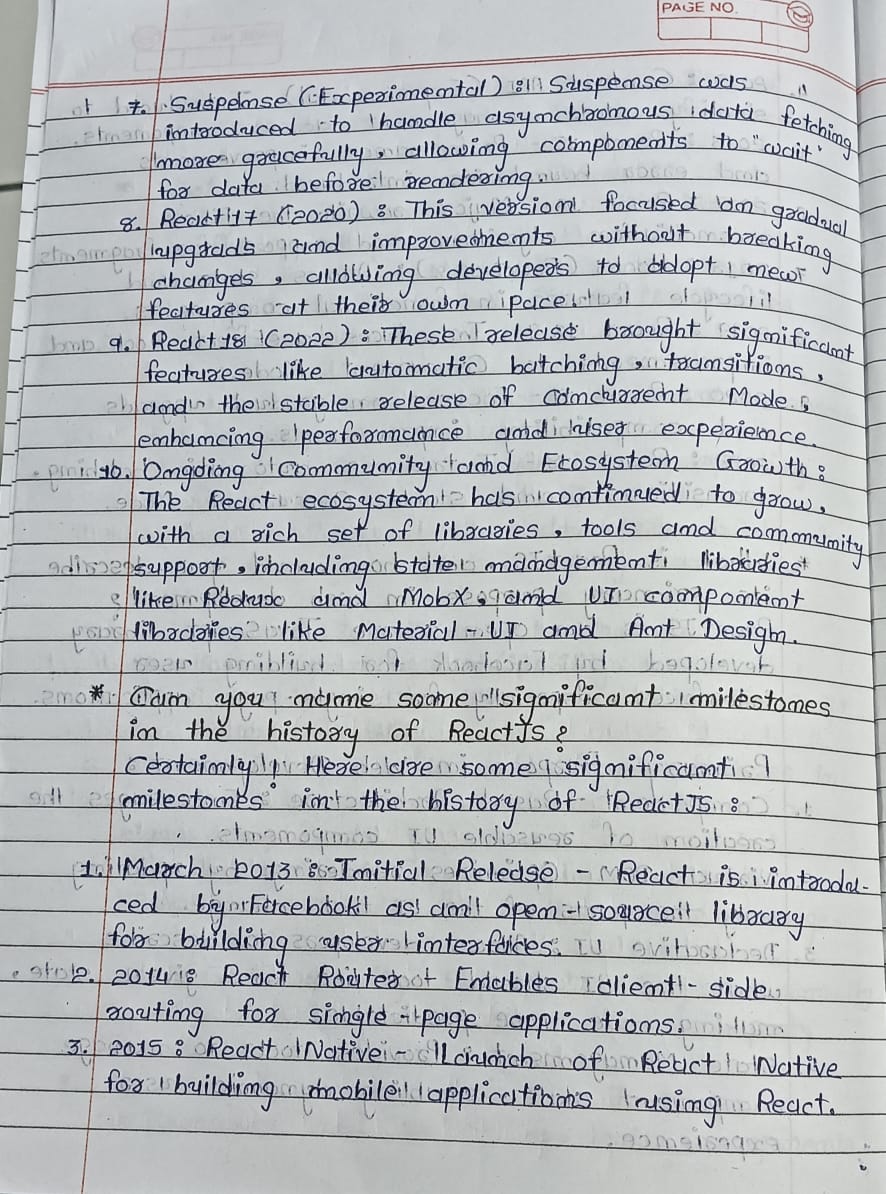 PAGE NO.
7. Suspense (Experimental) : Suspense was
introduced to handle asynchronous data fetching
more gracefully, allowing components to "wait"
for data before rendering.
8. React 17 (2020) : This version focused on gradual
upgrads and improvements without breaking
changes, allowing developers to adopt new
features at their own pace.
9. React 18 (2022) : These release brought significant
features like automatic batching, transitions,
and the stable release of Concurrent Mode,
enhancing performance and user experience.
10. Ongoing Community and Ecosystem Growth :
The React ecosystem has continued to grow,
with a rich set of libraries, tools and community
support, including state management libraries
like Redux and MobX, and UI component
libraries like Material-UI and Ant Design.
* Can you name some significant milestones
in the history of ReactJS ?
Certainly! Here are some significant
milestones in the history of ReactJS :
1. March 2013 : Initial Release - React is introdu-
ced by Facebook as an open-source library
for building user interfaces.
2. 2014 : React Router Enables client-side
routing for single-page applications.
3. 2015 : React Native - Launch of React Native
for building mobile applications using React.